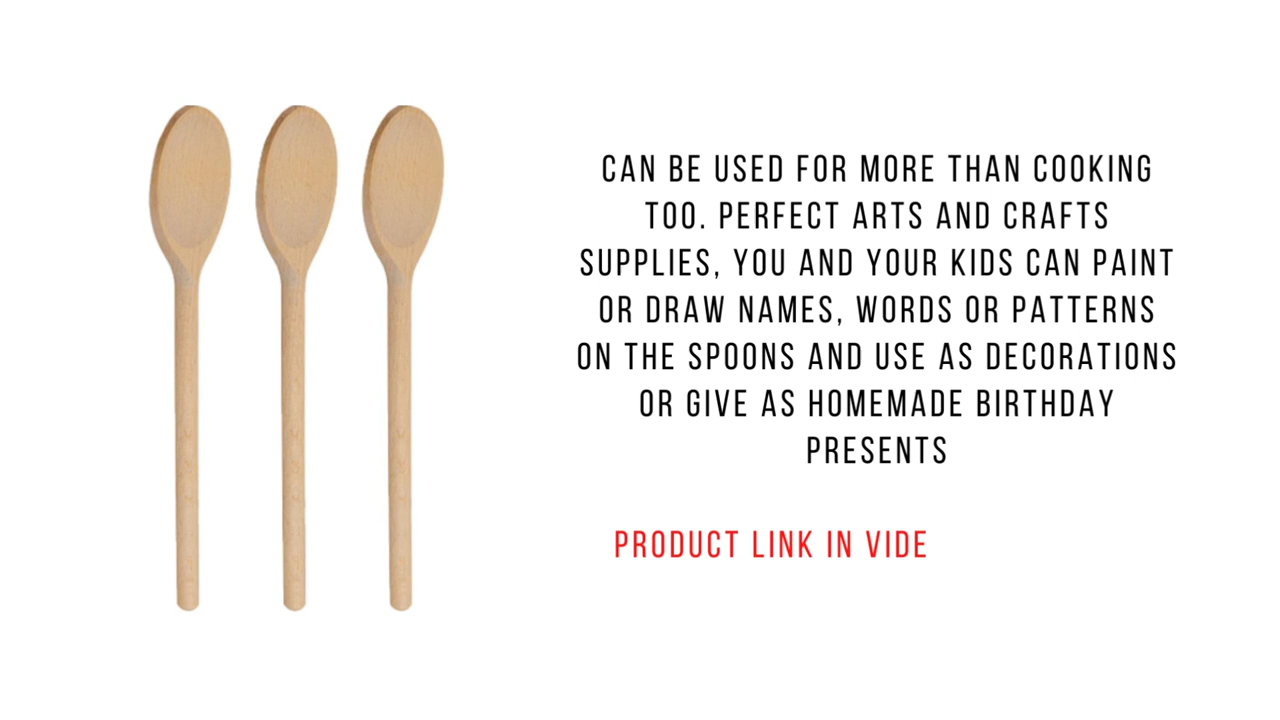 CAN BE USED FOR MORE THAN COOKING
TOO. PERFECT ARTS AND CRAFTS
SUPPLIES, YOU AND YOUR KIDS CAN PAINT
OR DRAW NAMES, WORDS OR PATTERNS
ON THE SPOONS AND USE AS DECORATIONS
OR GIVE AS HOMEMADE BIRTHDAY
PRESENTS
PRODUCT LINK IN VIDE